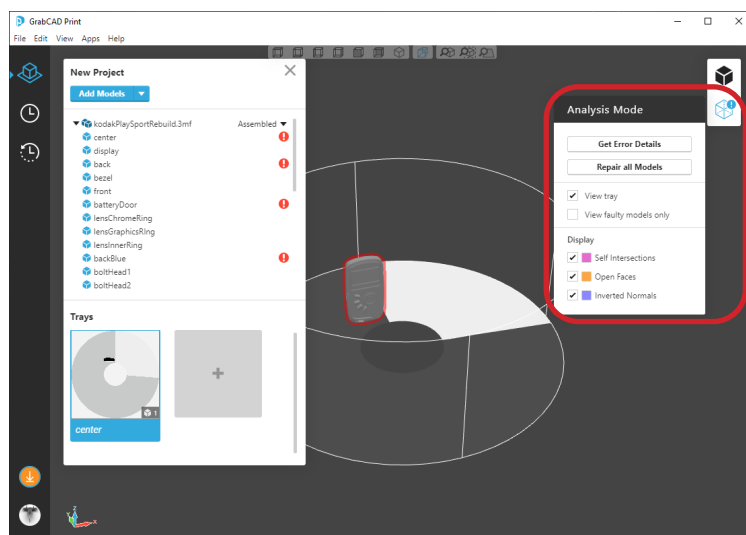 GrabCAD Print
File Edit View Apps Help
New Project
Add Models
kodakPlaySportRebuild.3mf Assembled
center
display
back
bezel
front
batteryDoor
lensChromeRing
lensGraphicsRing
lensInnerRing
backBlue
boltHead1
boltHead2
Trays
1
center
Analysis Mode
Get Error Details
Repair all Models
View tray
View faulty models only
Display
Self Intersections
Open Faces
Inverted Normals
Z
X